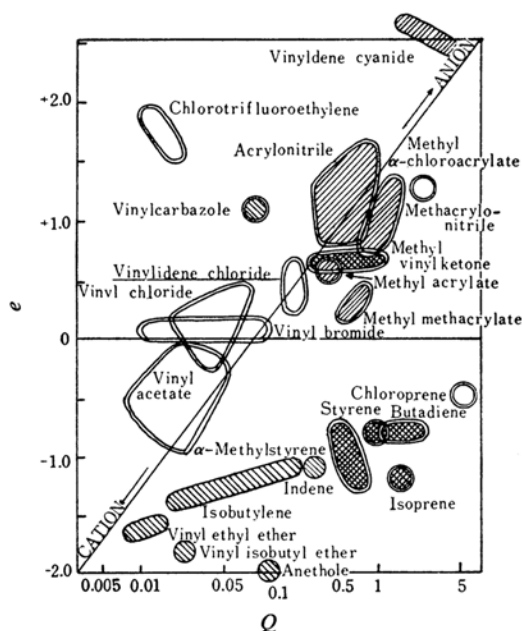 Vinyldene cyanide
ANION
Chlorotrifluoroethylene
+2.0
Acrylonitrile
Methyl
α-chloroacrylate
Vinylcarbazole
+1.0
Methacrylo-
nitrile
Methyl
vinyl ketone
Vinylidene chloride
Methyl acrylate
Vinyl chloride
e
Vinyl bromide
Methyl methacrylate
0
Vinyl
acetate
Chloroprene
Styrene
Butadiene
α-Methylstyrene
-1.0
Indene
Isoprene
Isobutylene
CATION
Vinyl ethyl ether
Vinyl isobutyl ether
Anethole
-2.0
0.005
0.01
0.05
0.1
0.5
1
5
Q